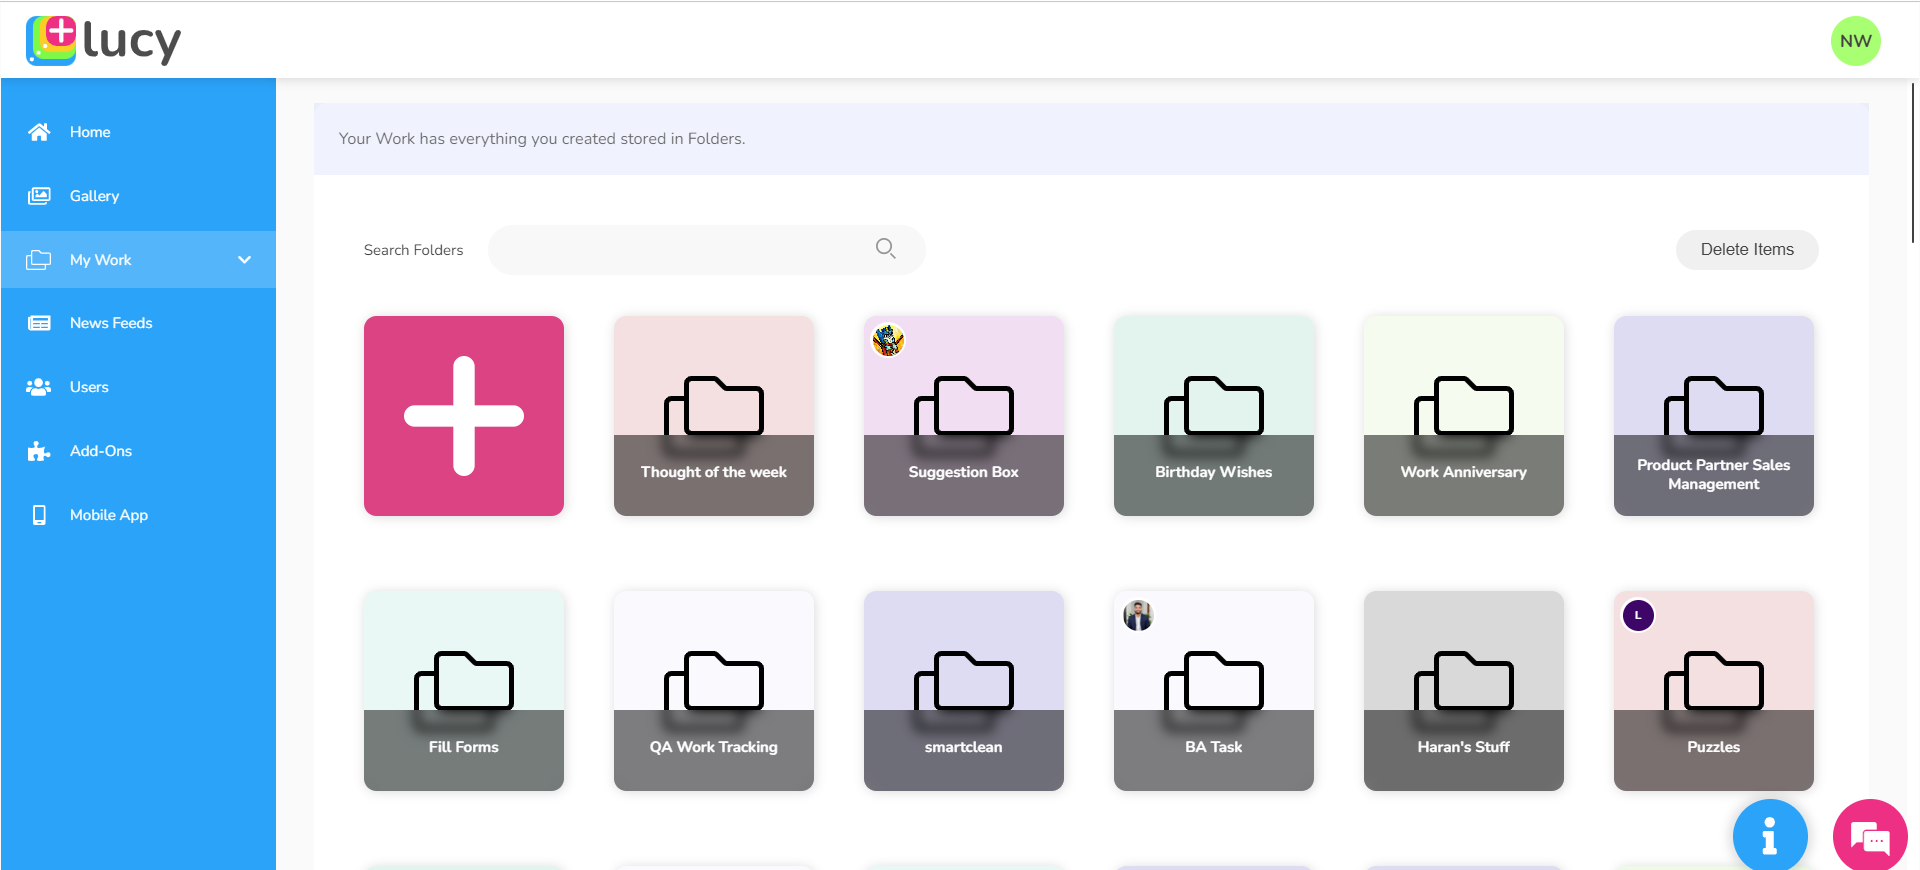 lucy
NW
Home
Gallery
My Work
News Feeds
Users
Add-Ons
Mobile App
Your Work has everything you created stored in Folders.
Search Folders
Delete Items
Thought of the week
Suggestion Box
Birthday Wishes
Work Anniversary
Product Partner Sales
Management
Fill Forms
QA Work Tracking
smartclean
BA Task
Haran's Stuff
L
Puzzles